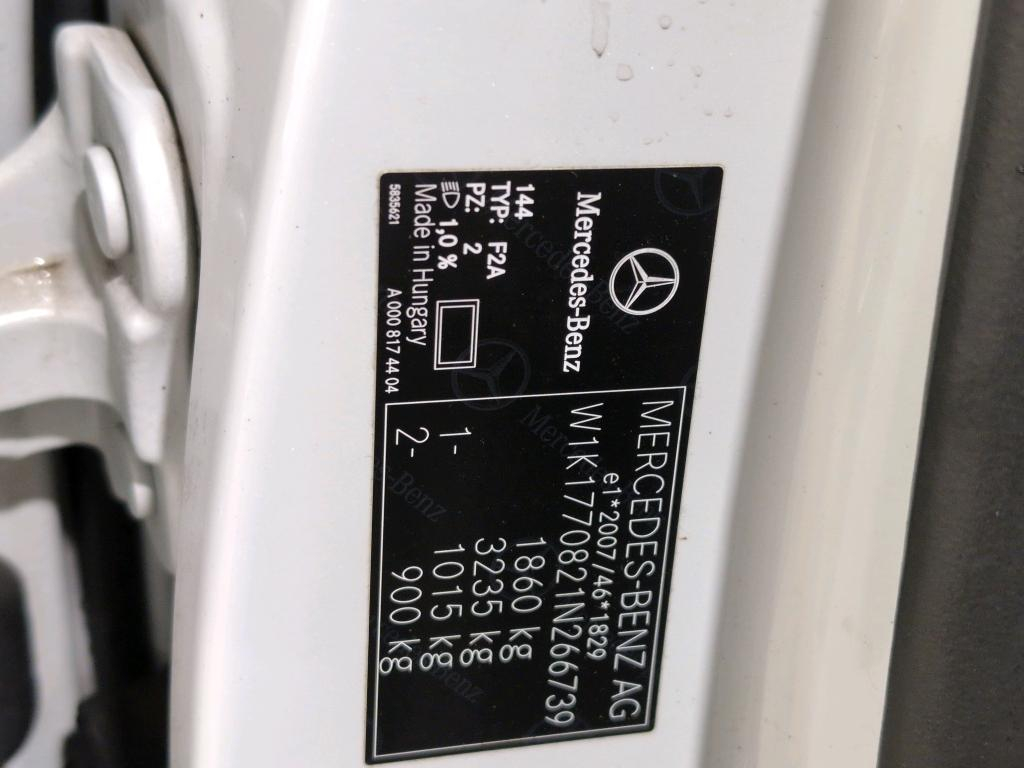 Mercedes-Benz
144
TYP: F2A
PZ: 2
1,0 %
Made in Hungary
5835621 A 000 817 44 04
MERCEDES-BENZ AG
e1*2007/46*1829
W1K1770821N266739
1860 kg
3235 kg
1- 1015 kg
2- 900 kg